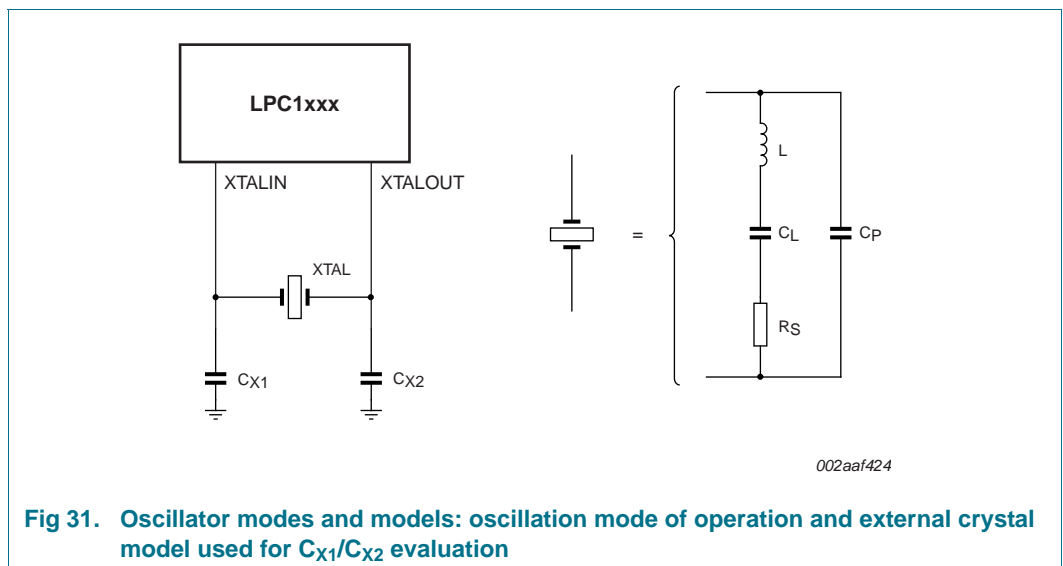 LPC1xxx
XTALIN
XTALOUT
XTAL
CX1
CX2
=
L
CL
CP
RS
002aaf424
Fig 31. Oscillator modes and models: oscillation mode of operation and external crystal
model used for CX1/CX2 evaluation